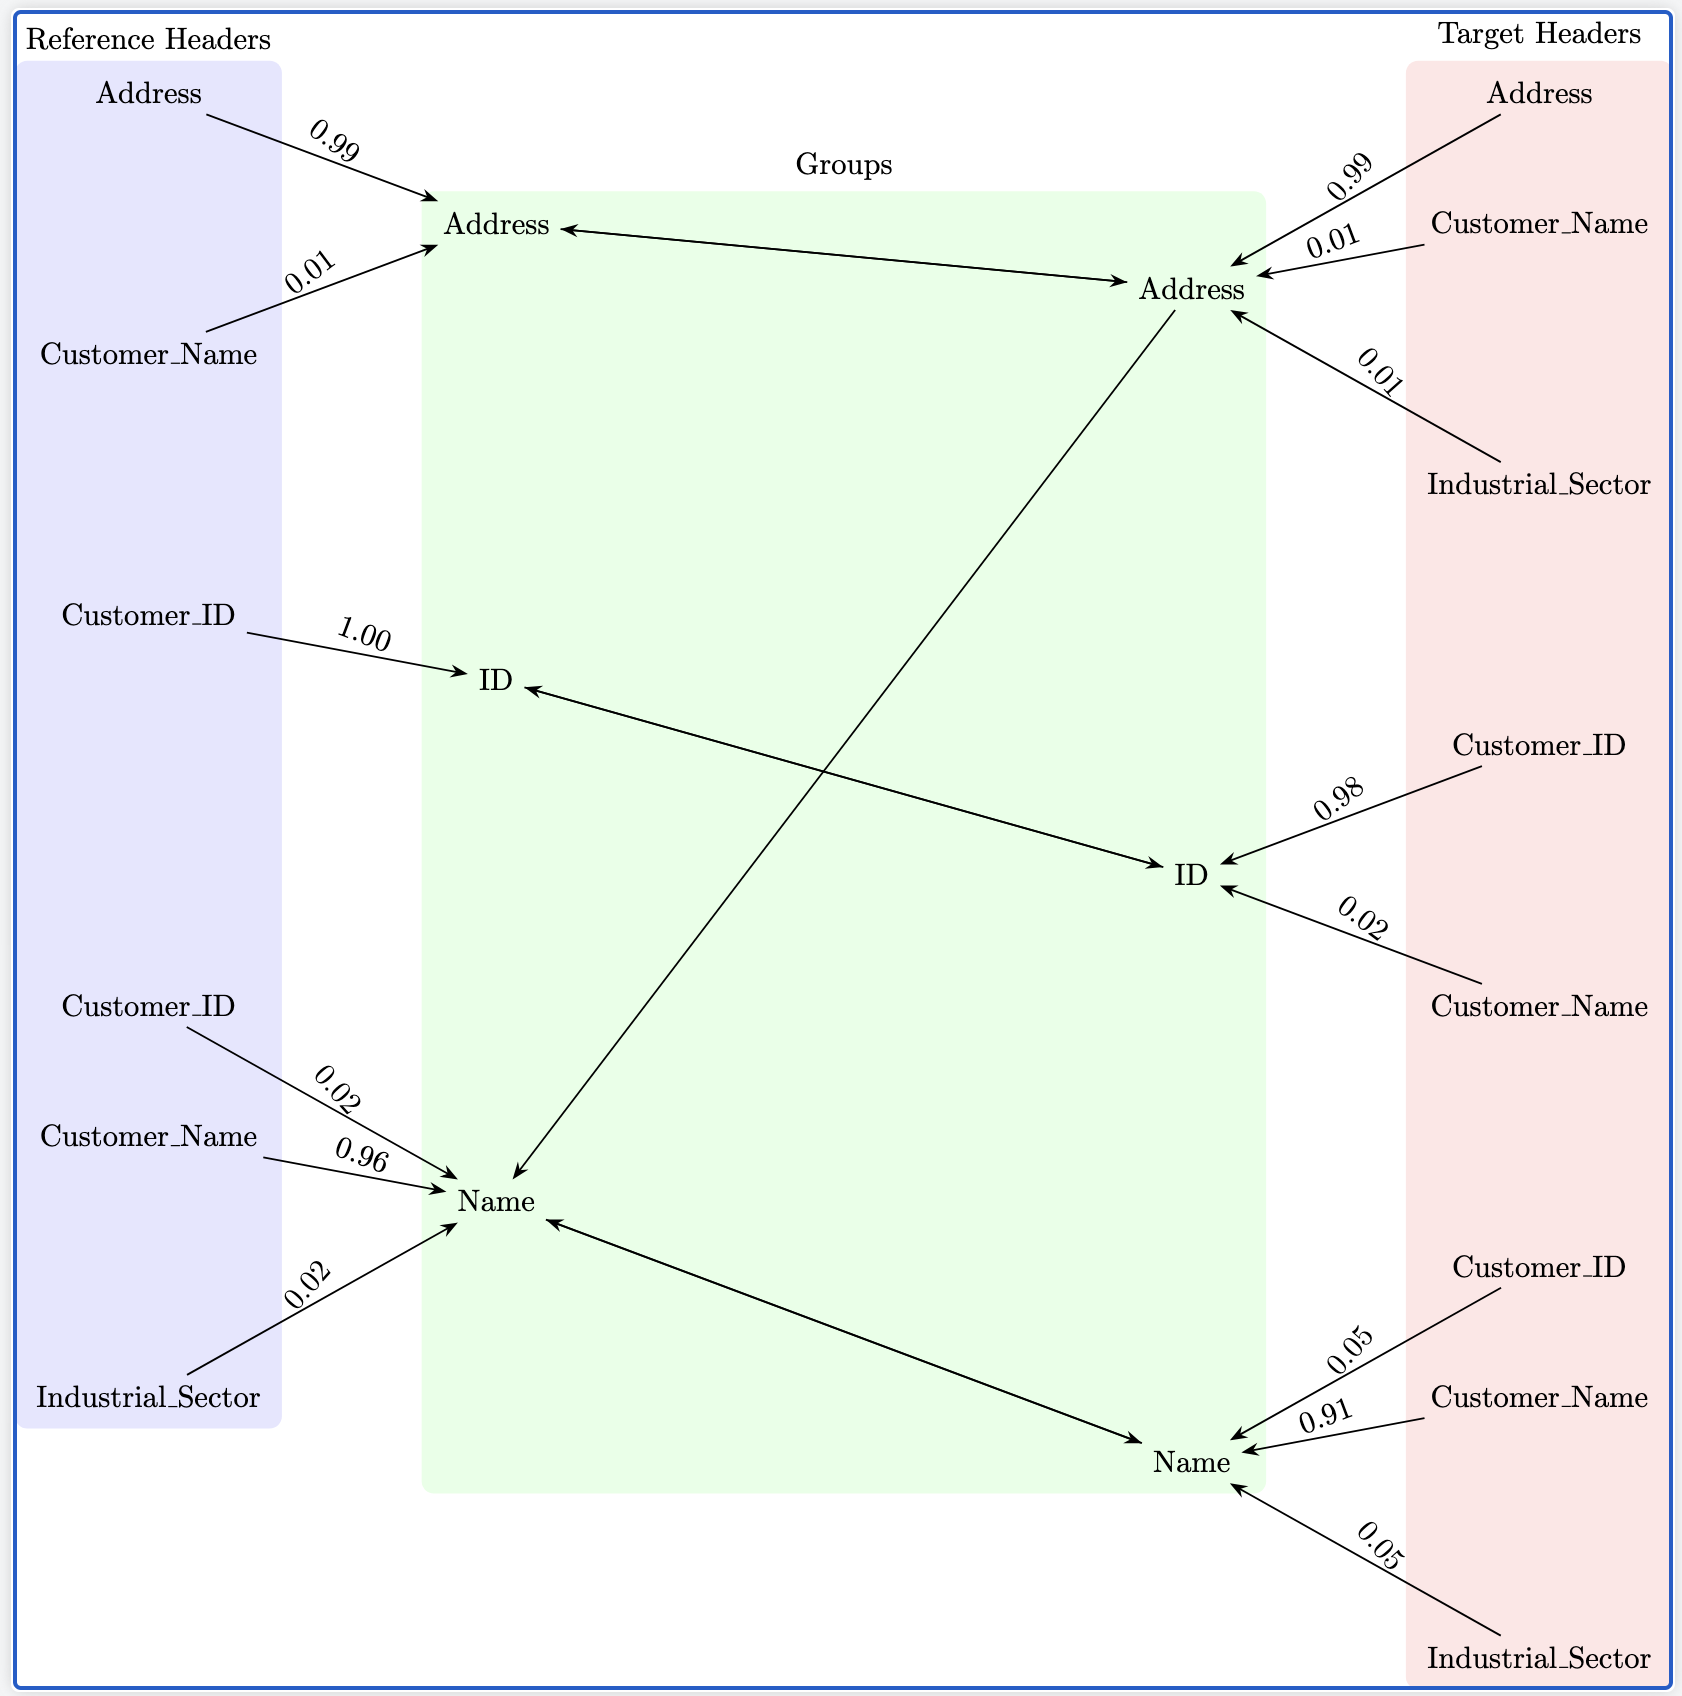 Reference Headers
Address
Customer_Name
Customer_ID
Customer_ID
Customer_Name
Industrial_Sector
0.99
0.01
1.00
0.02
0.96
0.02
Groups
Address
ID
Name
Address
ID
Name
0.99
0.01
0.01
0.98
0.02
0.05
0.91
0.05
Target Headers
Address
Customer_Name
Industrial_Sector
Customer_ID
Customer_Name
Customer_ID
Customer_Name
Industrial_Sector